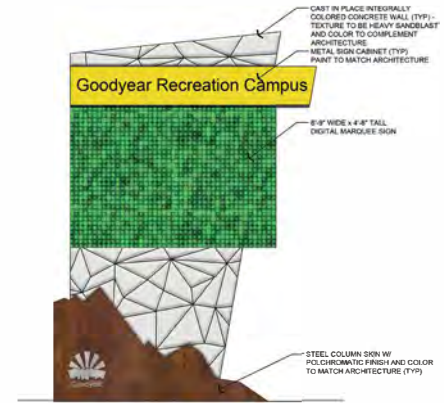 CAST IN PLACE INTEGRALLY
COLORED CONCRETE WALL (TYP) -
TEXTURE TO BE HEAVY SANDBLAST
AND COLOR TO COMPLEMENT
ARCHITECTURE
METAL SIGN CABINET (TYP)
PAINT TO MATCH ARCHITECTURE
Goodyear Recreation Campus
8'-9" WIDE x 4'-8" TALL
DIGITAL MARQUEE SIGN
STEEL COLUMN SKIN W/
POLCHROMATIC FINISH AND COLOR
TO MATCH ARCHITECTURE (TYP)